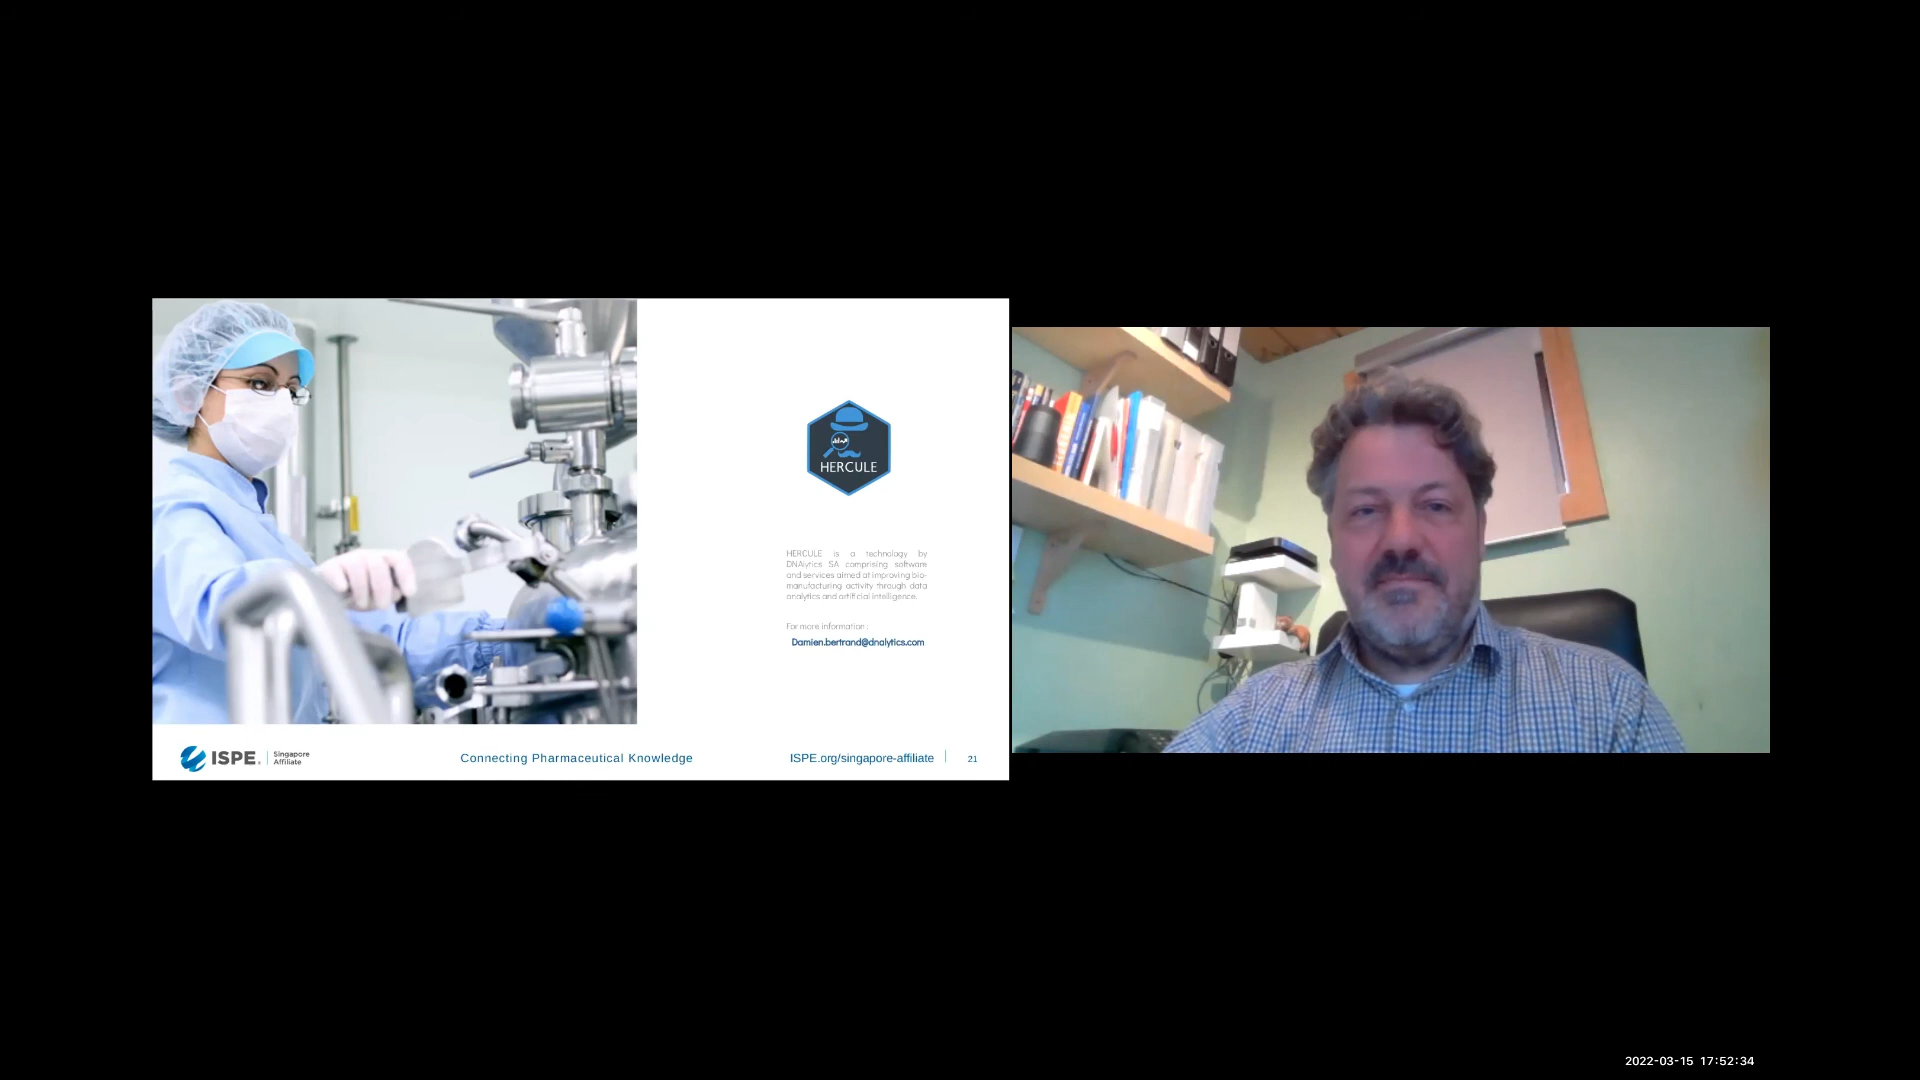 HERCULE
HERCULE is a technology by
DNAlytics SA comprising software
and services aimed at improving bio-
manufacturing activity through data
analytics and artificial intelligence.
For more information :
Damien.bertrand@dnalytics.com
ISPE. | Singapore
Affiliate
Connecting Pharmaceutical Knowledge
ISPE.org/singapore-affiliate | 21
2022-03-15 17:52:34